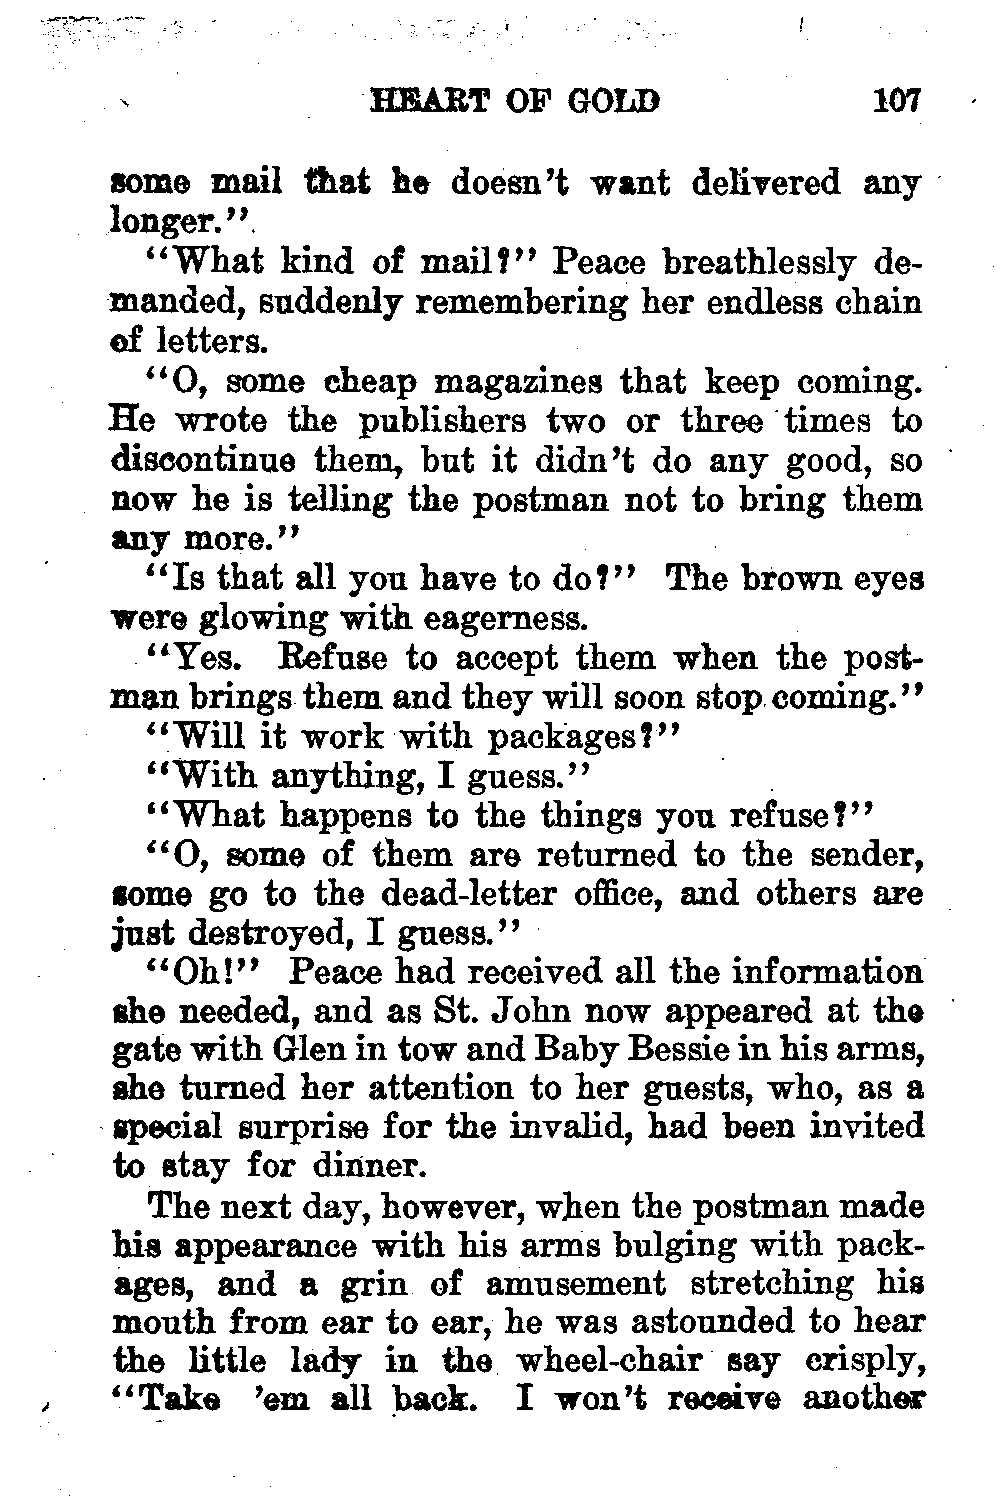 HEART OF GOLD 107
some mail that he doesn't want delivered any
longer."
"What kind of mail?" Peace breathlessly de-
manded, suddenly remembering her endless chain
of letters.
"O, some cheap magazines that keep coming.
He wrote the publishers two or three times to
discontinue them, but it didn't do any good, so
now he is telling the postman not to bring them
any more."
"Is that all you have to do?" The brown eyes
were glowing with eagerness.
"Yes. Refuse to accept them when the post-
man brings them and they will soon stop coming."
"Will it work with packages?"
"With anything, I guess."
"What happens to the things you refuse?"
"O, some of them are returned to the sender,
some go to the dead-letter office, and others are
just destroyed, I guess."
"Oh!" Peace had received all the information
she needed, and as St. John now appeared at the
gate with Glen in tow and Baby Bessie in his arms,
she turned her attention to her guests, who, as a
special surprise for the invalid, had been invited
to stay for dinner.
The next day, however, when the postman made
his appearance with his arms bulging with pack-
ages, and a grin of amusement stretching his
mouth from ear to ear, he was astounded to hear
the little lady in the wheel-chair say crisply,
"Take 'em all back. I won't receive another